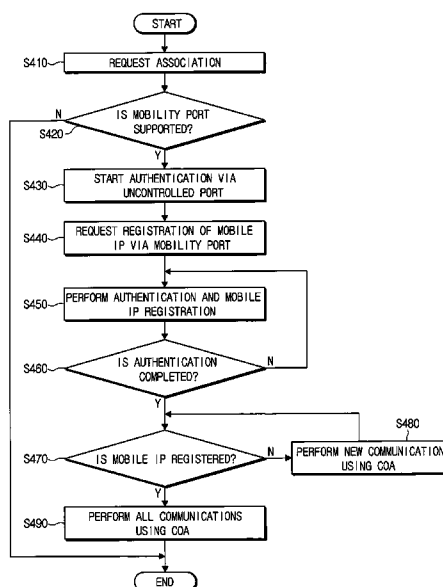 START
S410
REQUEST ASSOCIATION
N
IS MOBILITY PORT
SUPPORTED?
S420
Y
S430
START AUTHENTICATION VIA
UNCONTROLLED PORT
S440
REQUEST REGISTRATION OF MOBILE
IP VIA MOBILITY PORT
S450
PERFORM AUTHENTICATION AND MOBILE
IP REGISTRATION
S460
IS AUTHENTICATION
COMPLETED?
N
Y
S480
S470
IS MOBILE IP REGISTERED?
N
PERFORM NEW COMMUNICATION
USING COA
Y
S490
PERFORM ALL COMMUNICATIONS
USING COA
END